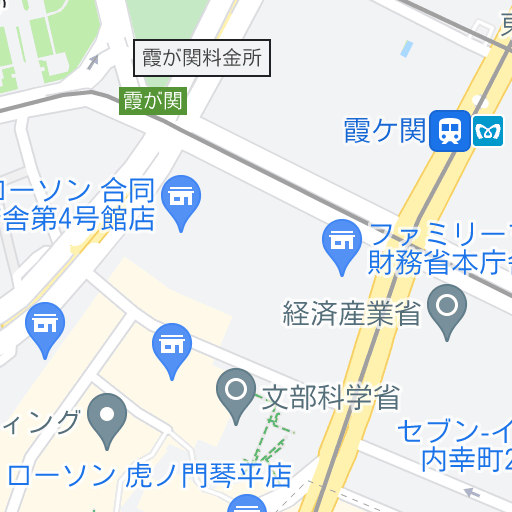 東
霞が関料金所
霞が関
霞ケ関
ローソン 合同
舎第4号館店
ファミリー
財務省本庁
経済産業省
文部科学省
ィング
セブン-イ
内幸町2
ローソン 虎ノ門琴平店